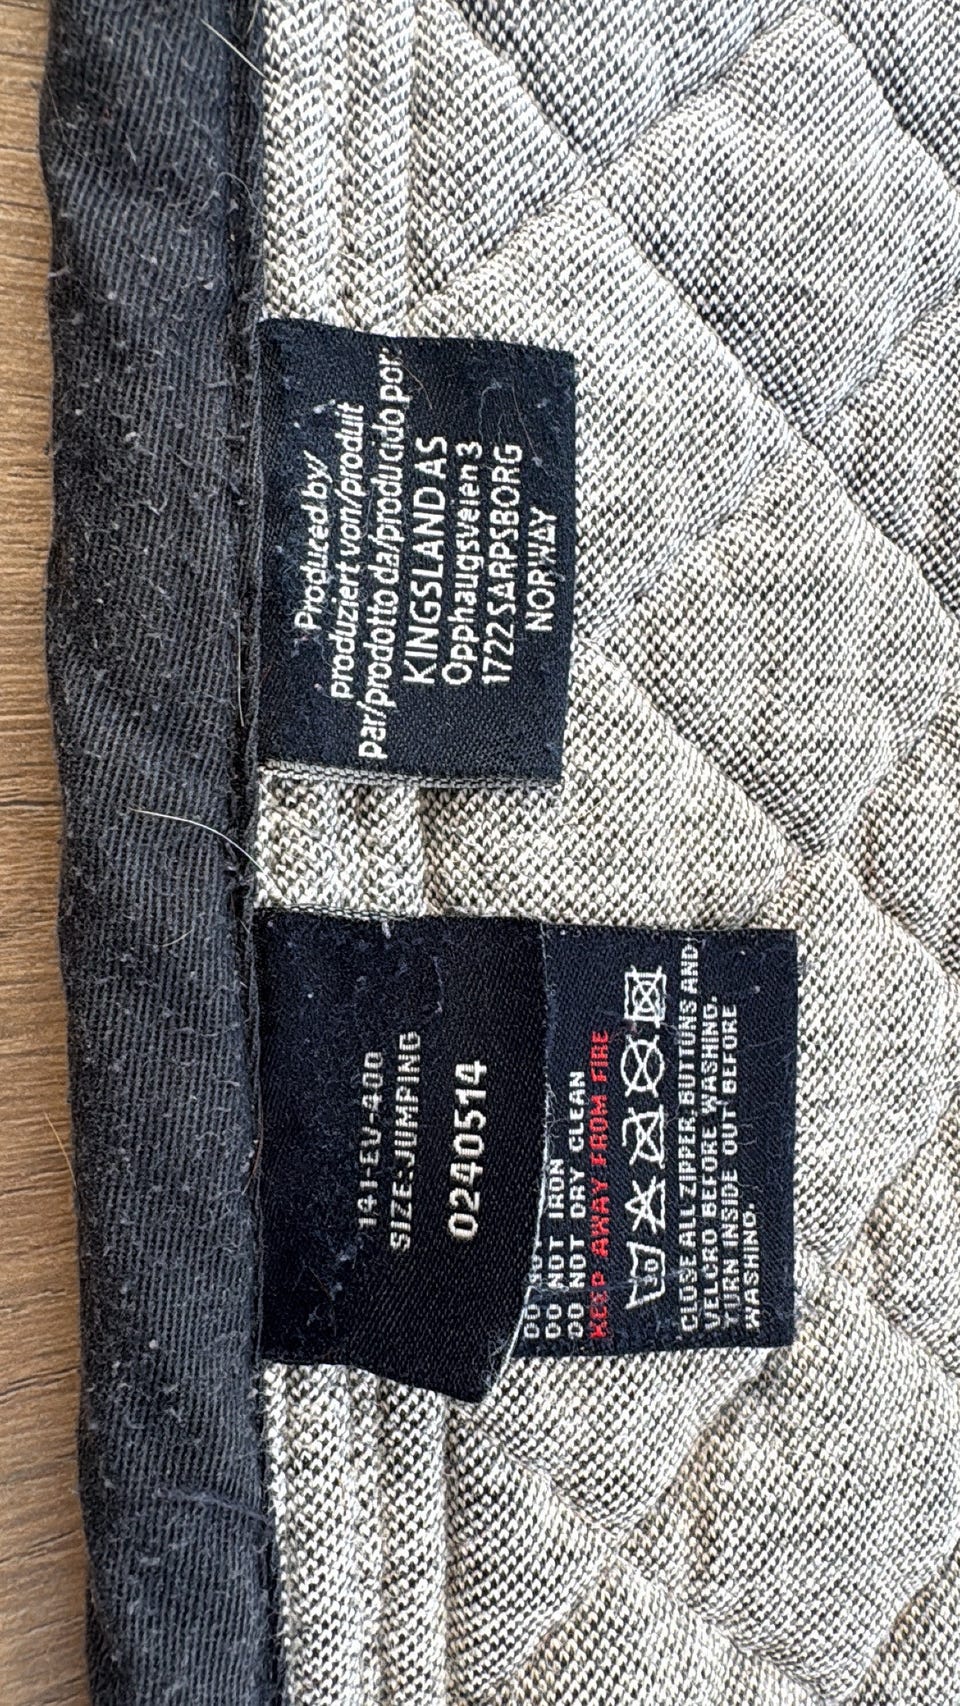 Produced by
produziert von/produit
par/prodotto da/producido por:
KINGSLAND AS
Opphaugsveien 3
1722 SARPSBORG
NORWAY
141-EV-400
SIZE:JUMPING
0240514
DO NOT
DO NOT IRON
DO NOT DRY CLEAN
KEEP AWAY FROM FIRE
CLOSE ALL ZIPPER, BUTTONS AND
VELCRO BEFORE WASHING.
TURN INSIDE OUT BEFORE
WASHING.